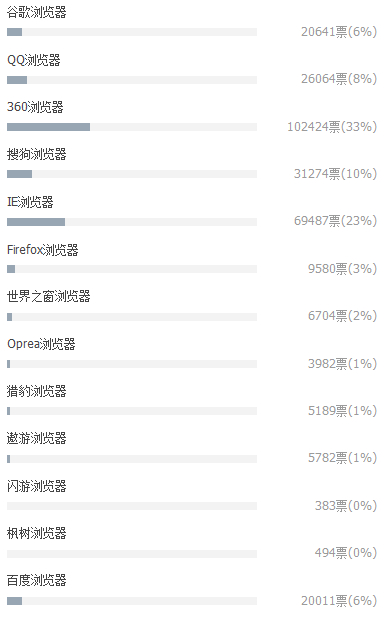 谷歌浏览器
20641票(6%)
QQ浏览器
26064票(8%)
360浏览器
102424票(33%)
搜狗浏览器
31274票(10%)
IE浏览器
69487票(23%)
Firefox浏览器
9580票(3%)
世界之窗浏览器
6704票(2%)
Oprea浏览器
3982票(1%)
猎豹浏览器
5189票(1%)
遨游浏览器
5782票(1%)
闪游浏览器
383票(0%)
枫树浏览器
494票(0%)
百度浏览器
20011票(6%)